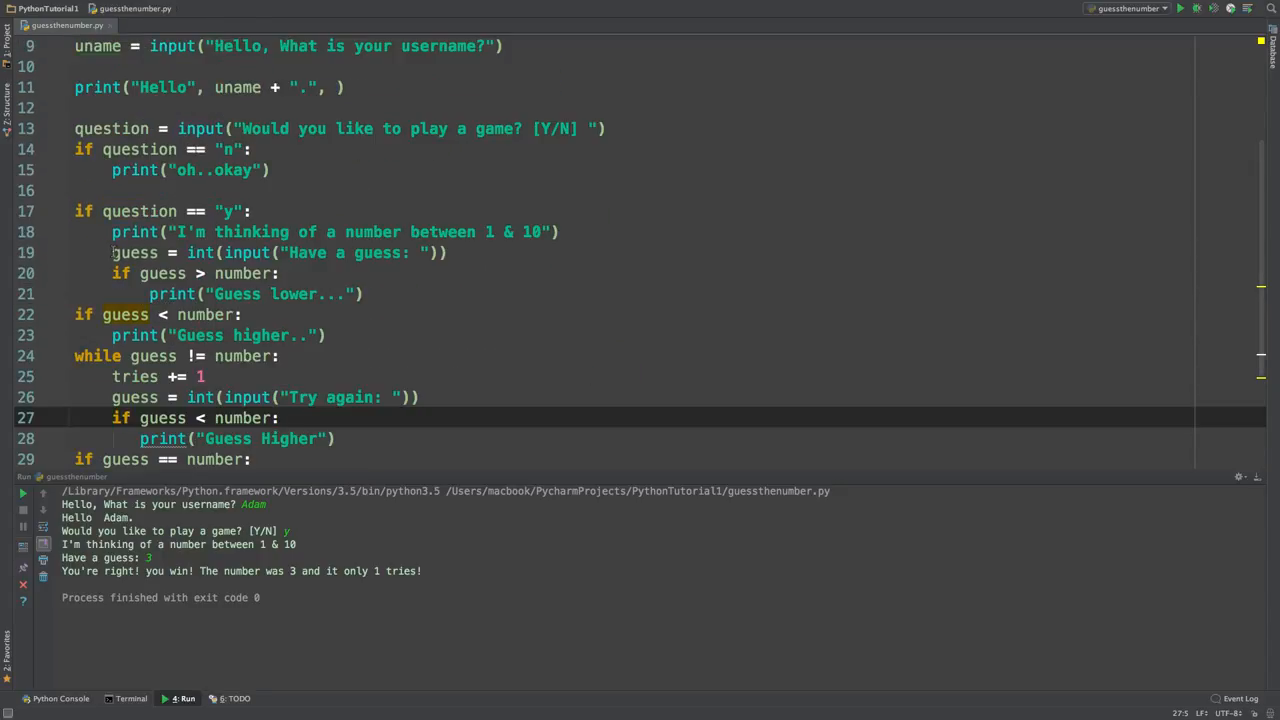 PythonTutorial1 guessthenumber.py guessthenumber
guessthenumber.py
1: Project
Z: Structure
2: Favorites
Database
9 uname = input("Hello, What is your username?")
10
11 print("Hello", uname + ".", )
12
13 question = input("Would you like to play a game? [Y/N] ")
14 if question == "n":
15 print("oh..okay")
16
17 if question == "y":
18 print("I'm thinking of a number between 1 & 10")
19 guess = int(input("Have a guess: "))
20 if guess > number:
21 print("Guess lower...")
22 if guess < number:
23 print("Guess higher..")
24 while guess != number:
25 tries += 1
26 guess = int(input("Try again: "))
27 if guess < number:
28 print("Guess Higher")
29 if guess == number:
Run guessthenumber
/Library/Frameworks/Python.framework/Versions/3.5/bin/python3.5 /Users/macbook/PycharmProjects/PythonTutorial1/guessthenumber.py
Hello, What is your username? Adam
Hello Adam.
Would you like to play a game? [Y/N] y
I'm thinking of a number between 1 & 10
Have a guess: 3
You're right! you win! The number was 3 and it only 1 tries!
Process finished with exit code 0
Python Console Terminal 4: Run 6: TODO Event Log
27:5 LF÷ UTF-8÷